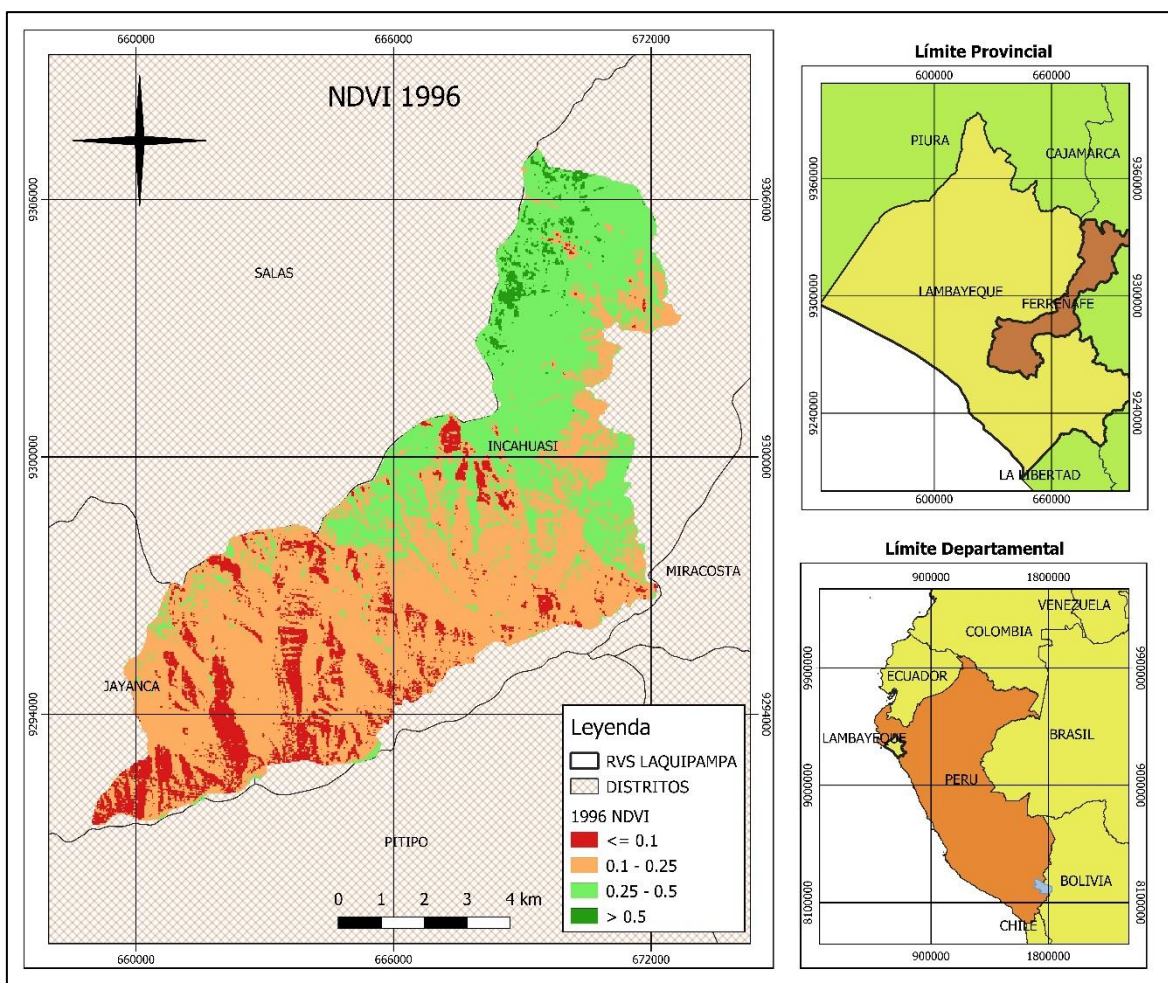 660000
666000
672000
NDVI 1996
9306000
9306000
SALAS
INCAHUASI
9300000
9300000
MIRACOSTA
JAYANCA
9294000
9294000
PITIPO
Leyenda
RVS LAQUIPAMPA
DISTRITOS
1996 NDVI
<= 0.1
0.1 - 0.25
0.25 - 0.5
> 0.5
0 1 2 3 4 km
660000
666000
672000
Límite Provincial
600000
660000
PIURA
CAJAMARCA
9360000
9360000
LAMBAYEQUE
FERRENAFE
9300000
9300000
9240000
9240000
LA LIBERTAD
600000
660000
Límite Departamental
900000
1800000
VENEZUELA
COLOMBIA
9900000
9900000
ECUADOR
LAMBAYEQUE
BRASIL
PERU
9000000
9000000
BOLIVIA
8100000
8100000
CHILE
900000
1800000